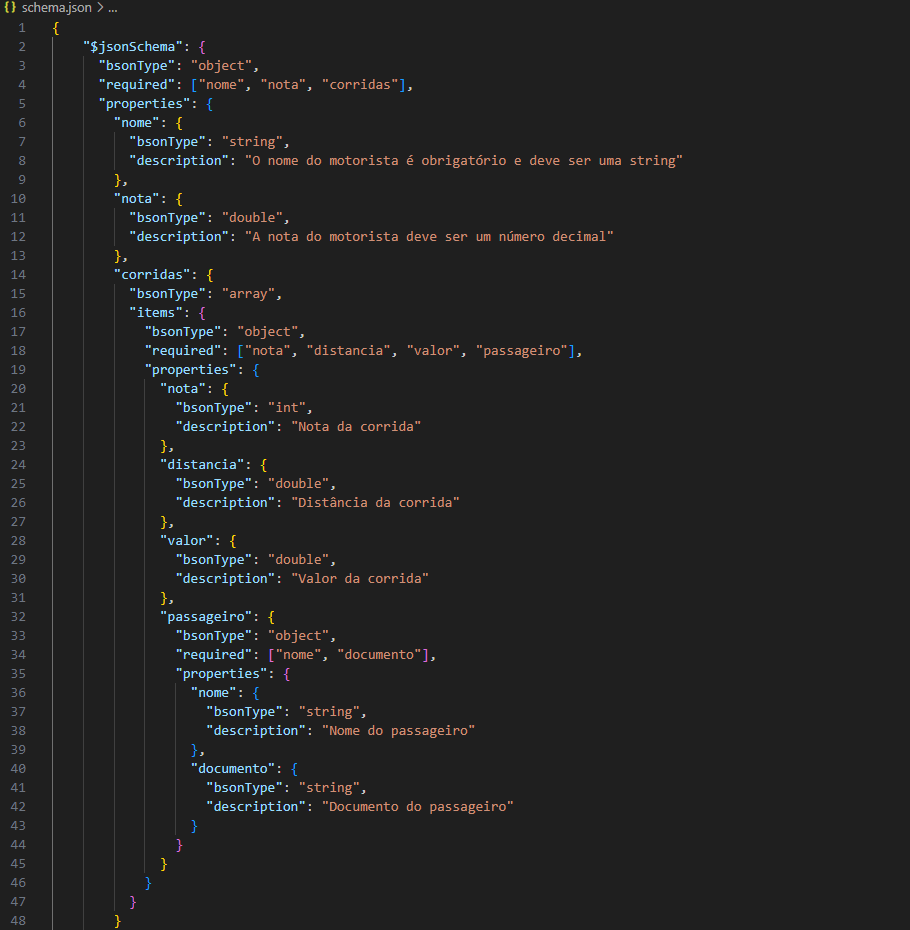 {} schema.json > ...
1 {
2 "$jsonSchema": {
3 "bsonType": "object",
4 "required": ["nome", "nota", "corridas"],
5 "properties": {
6 "nome": {
7 "bsonType": "string",
8 "description": "O nome do motorista é obrigatório e deve ser uma string"
9 },
10 "nota": {
11 "bsonType": "double",
12 "description": "A nota do motorista deve ser um número decimal"
13 },
14 "corridas": {
15 "bsonType": "array",
16 "items": {
17 "bsonType": "object",
18 "required": ["nota", "distancia", "valor", "passageiro"],
19 "properties": {
20 "nota": {
21 "bsonType": "int",
22 "description": "Nota da corrida"
23 },
24 "distancia": {
25 "bsonType": "double",
26 "description": "Distância da corrida"
27 },
28 "valor": {
29 "bsonType": "double",
30 "description": "Valor da corrida"
31 },
32 "passageiro": {
33 "bsonType": "object",
34 "required": ["nome", "documento"],
35 "properties": {
36 "nome": {
37 "bsonType": "string",
38 "description": "Nome do passageiro"
39 },
40 "documento": {
41 "bsonType": "string",
42 "description": "Documento do passageiro"
43 }
44 }
45 }
46 }
47 }
48 }